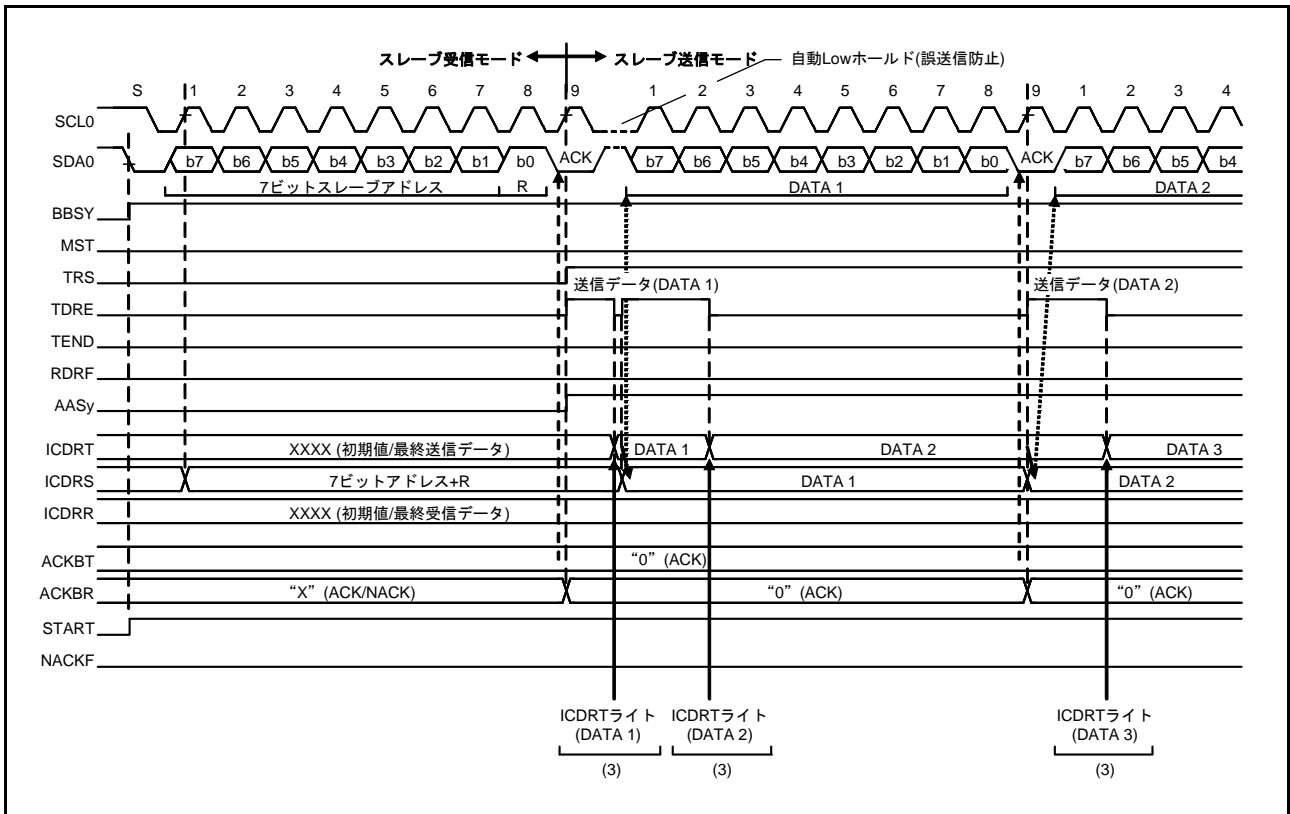 スレーブ受信モード スレーブ送信モード 自動Lowホールド(誤送信防止)
S 1 2 3 4 5 6 7 8 9 1 2 3 4 5 6 7 8 9 1 2 3 4
SCL0
SDA0 b7 b6 b5 b4 b3 b2 b1 b0 ACK b7 b6 b5 b4 b3 b2 b1 b0 ACK b7 b6 b5 b4
7ビットスレーブアドレス R DATA 1 DATA 2
BBSY
MST
TRS
送信データ(DATA 1) 送信データ(DATA 2)
TDRE
TEND
RDRF
AASy
ICDRT XXXX (初期値/最終送信データ) DATA 1 DATA 2 DATA 3
ICDRS 7ビットアドレス+R DATA 1 DATA 2
ICDRR XXXX (初期値/最終受信データ)
ACKBT “0” (ACK)
ACKBR “X” (ACK/NACK) “0” (ACK) “0” (ACK)
START
NACKF
ICDRTライト ICDRTライト ICDRTライト
(DATA 1) (DATA 2) (DATA 3)
(3) (3) (3)